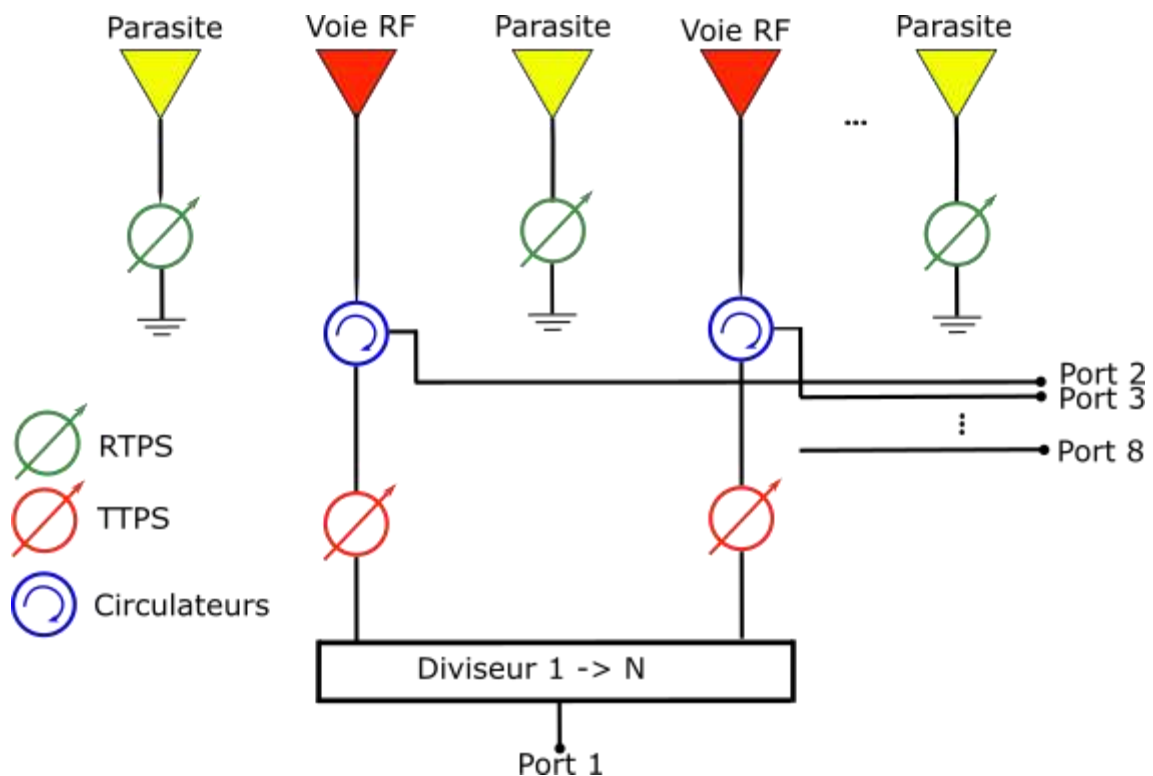 Parasite
Voie RF
Parasite
Voie RF
Parasite
...
Port 2
Port 3
...
Port 8
RTPS
TTPS
Circulateurs
Diviseur 1 -> N
Port 1